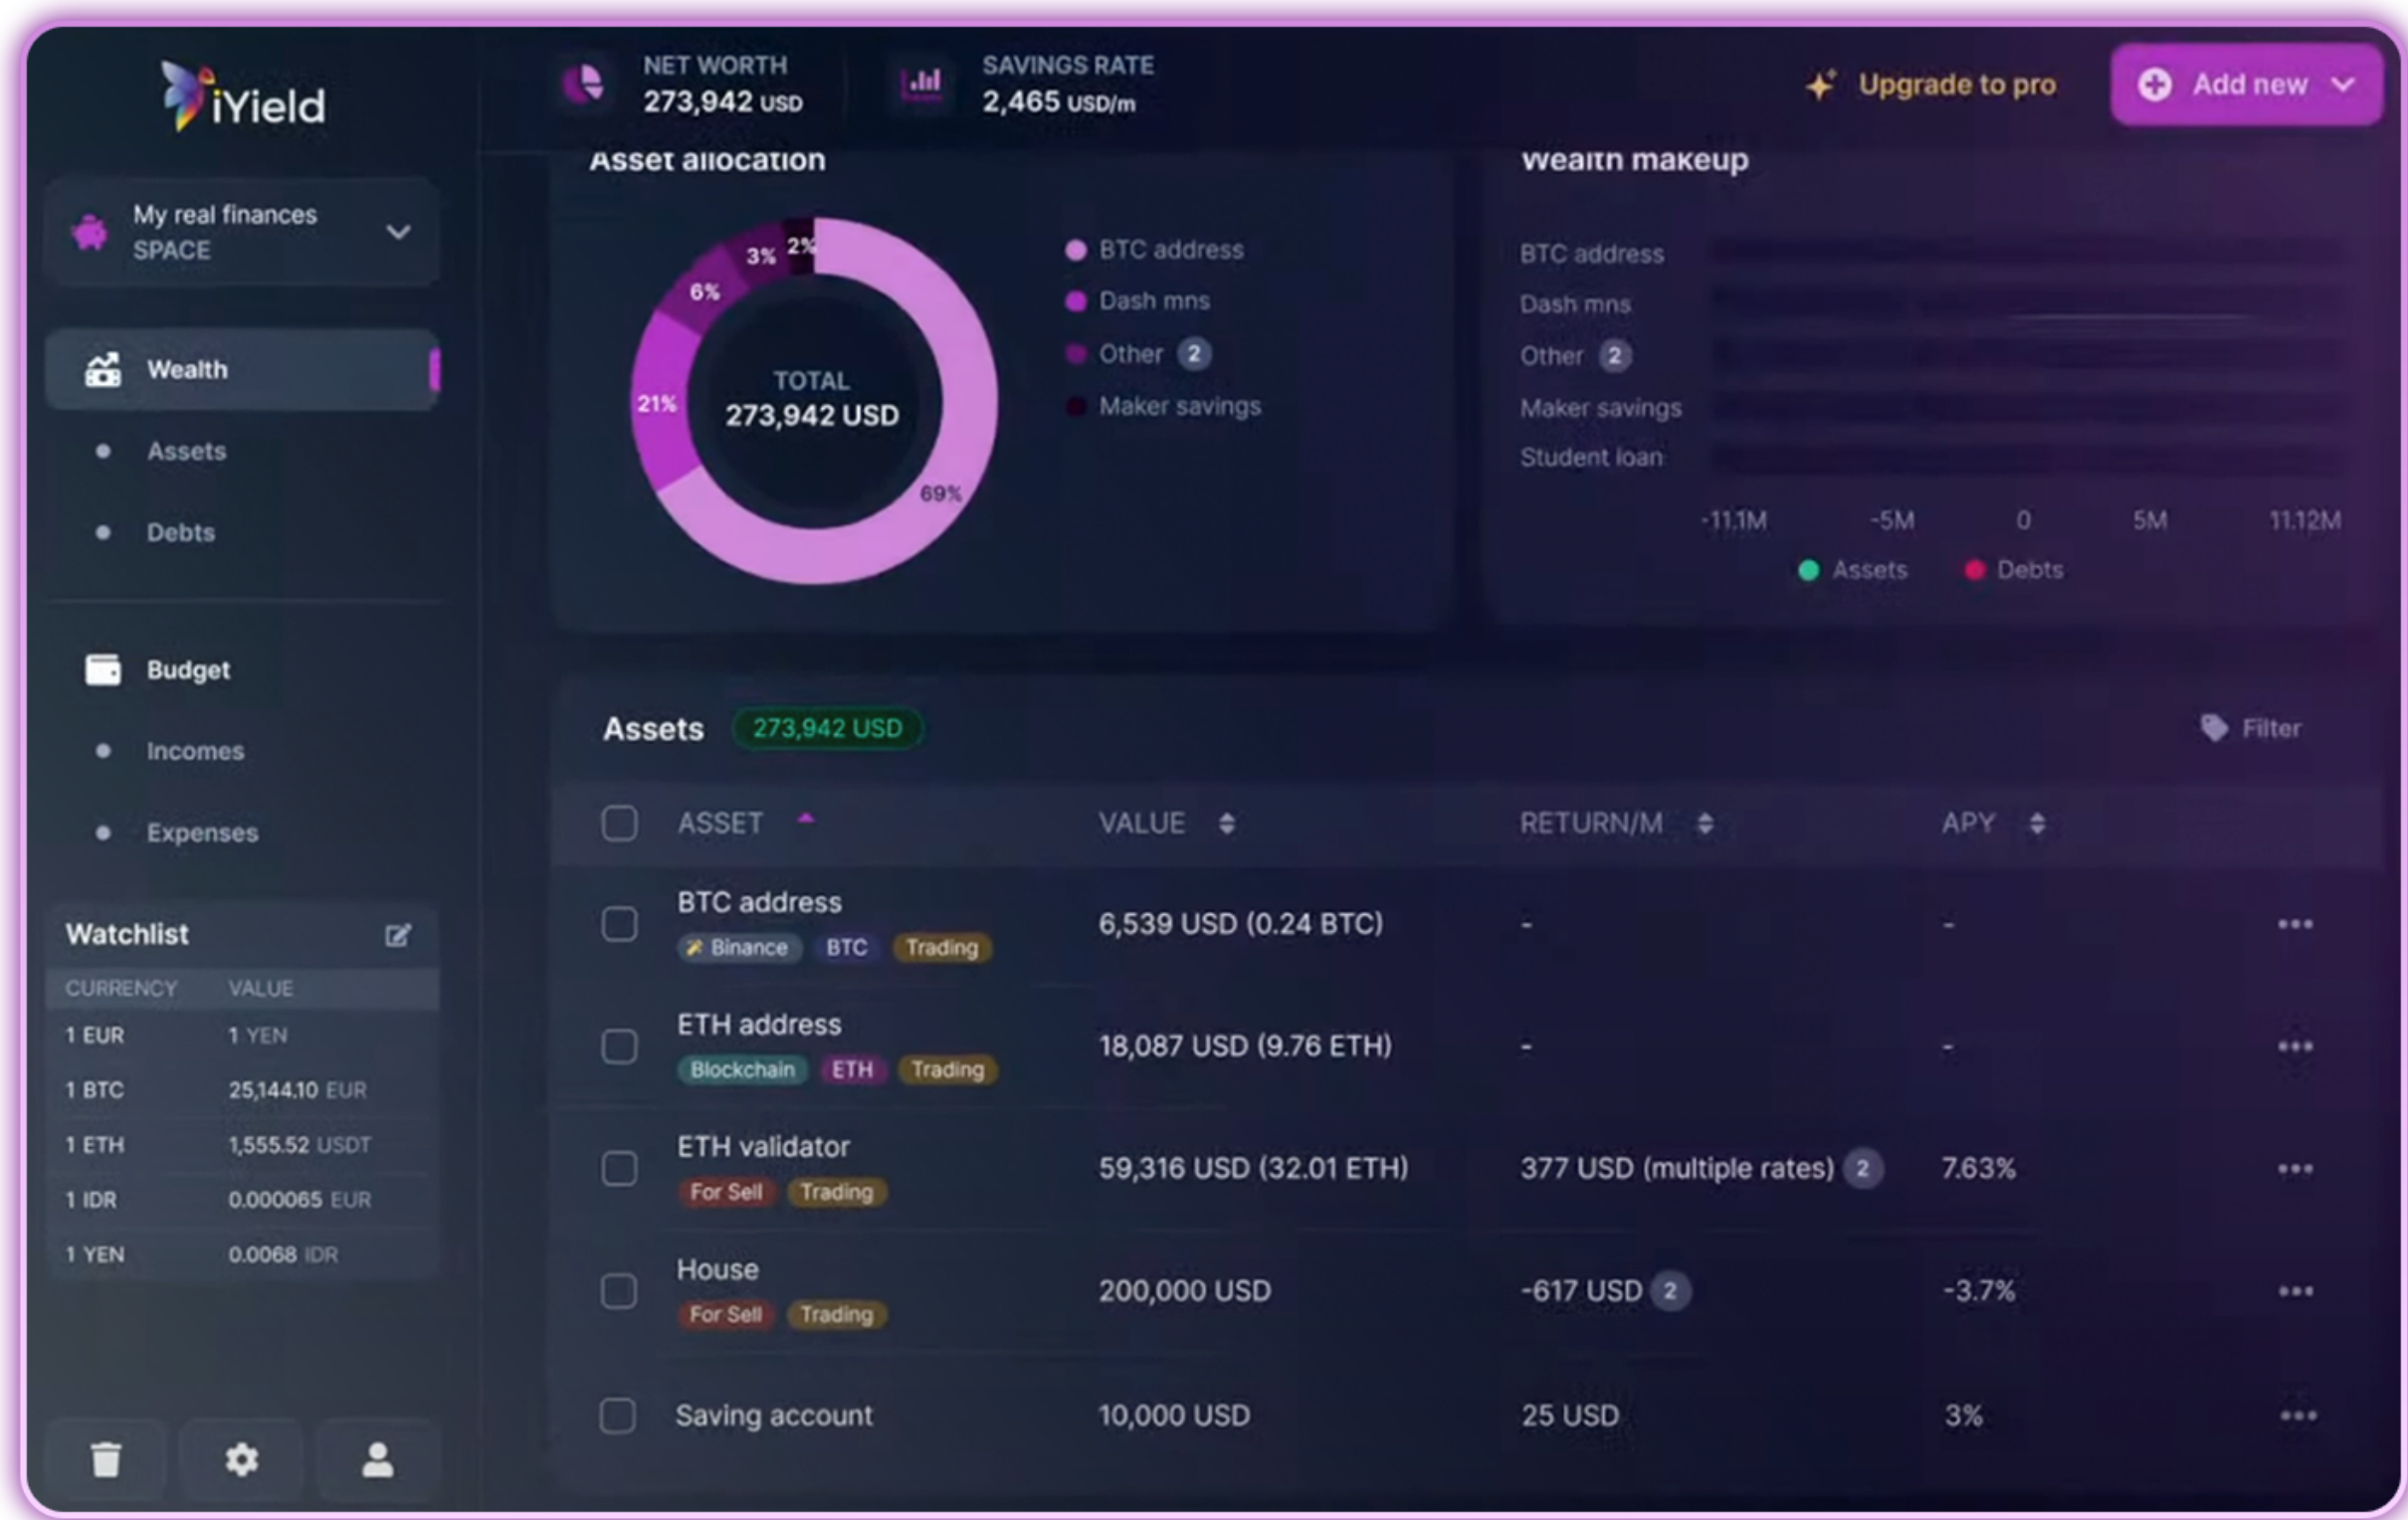 iYield
NET WORTH
273,942 USD
SAVINGS RATE
2,465 USD/m
Upgrade to pro
Add new
My real finances
SPACE
Wealth
Assets
Debts
Budget
Incomes
Expenses
Watchlist
CURRENCY VALUE
1 EUR 1 YEN
1 BTC 25,144.10 EUR
1 ETH 1,555.52 USDT
1 IDR 0.000065 EUR
1 YEN 0.0068 IDR
Asset allocation
2%
3%
6%
21%
69%
TOTAL
273,942 USD
BTC address
Dash mns
Other 2
Maker savings
Wealth makeup
BTC address
Dash mns
Other 2
Maker savings
Student loan
-11.1M -5M 0 5M 11.12M
Assets Debts
Assets 273,942 USD Filter
ASSET VALUE RETURN/M APY
BTC address
Binance BTC Trading
6,539 USD (0.24 BTC) - -
ETH address
Blockchain ETH Trading
18,087 USD (9.76 ETH) - -
ETH validator
For Sell Trading
59,316 USD (32.01 ETH) 377 USD (multiple rates) 2 7.63%
House
For Sell Trading
200,000 USD -617 USD 2 -3.7%
Saving account 10,000 USD 25 USD 3%